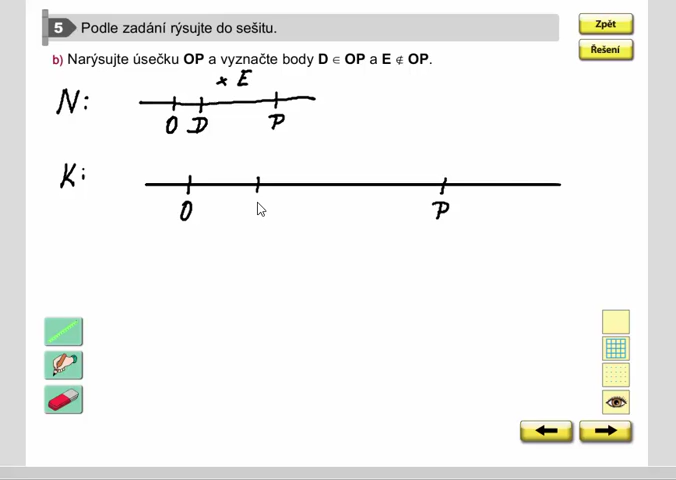 5 Podle zadání rýsujte do sešitu.
Zpět
Řešení
b) Narýsujte úsečku OP a vyznačte body D ∈ OP a E ∉ OP.
× E
N:
O D P
K:
O P